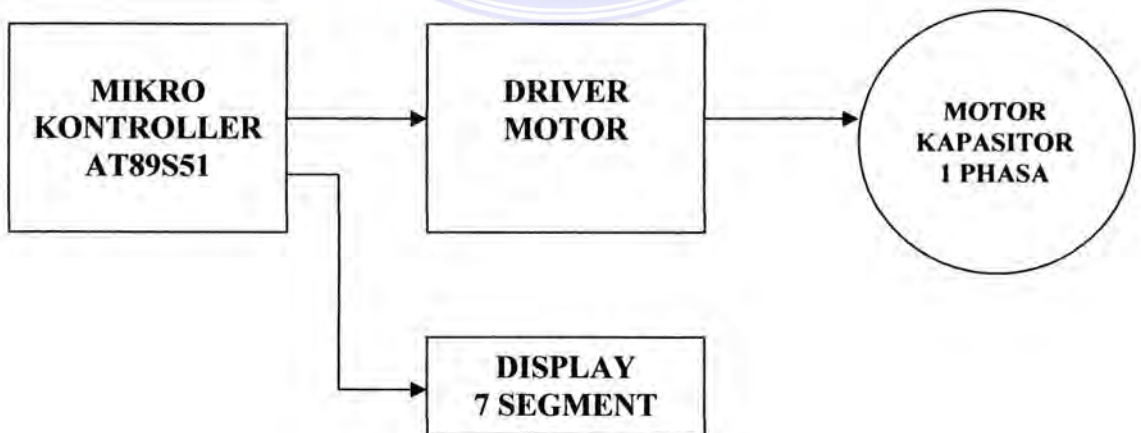 MIKRO
KONTROLLER
AT89S51
DRIVER
MOTOR
MOTOR
KAPASITOR
1 PHASA
DISPLAY
7 SEGMENT